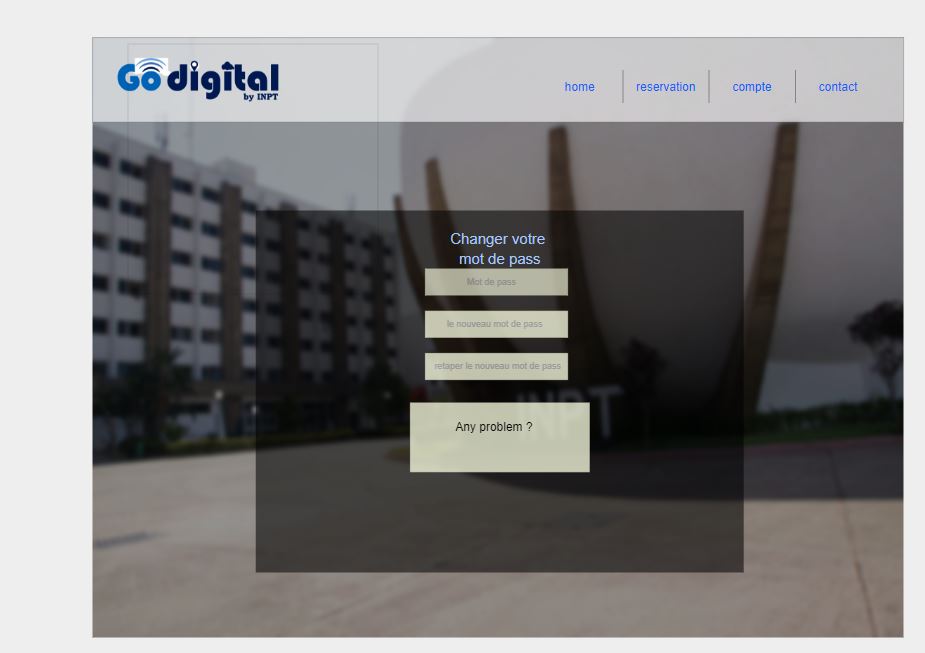 Go digital
by INPT
home
reservation
compte
contact
Changer votre
mot de pass
Mot de pass
le nouveau mot de pass
retaper le nouveau mot de pass
Any problem ?
INPT